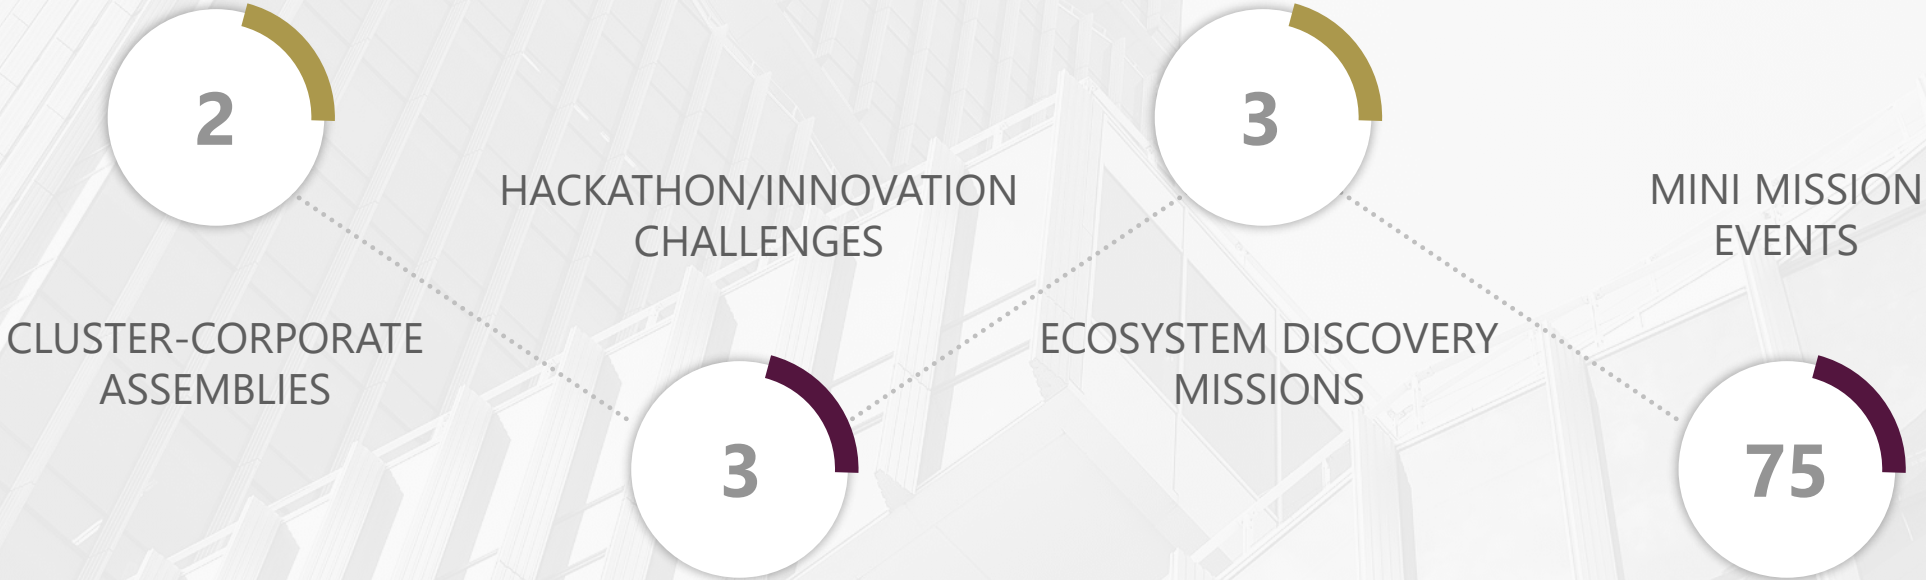 2
CLUSTER-CORPORATE
ASSEMBLIES
HACKATHON/INNOVATION
CHALLENGES
3
3
ECOSYSTEM DISCOVERY
MISSIONS
MINI MISSION
EVENTS
75